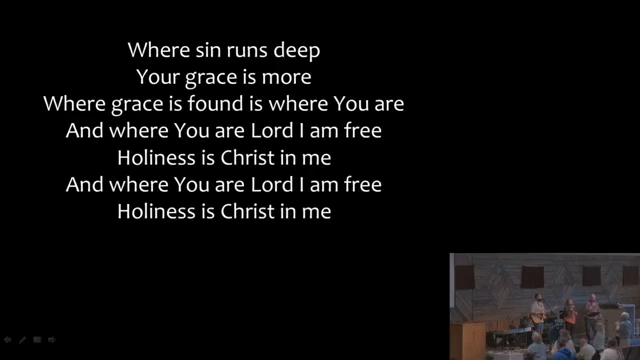 Where sin runs deep
Your grace is more
Where grace is found is where You are
And where You are Lord I am free
Holiness is Christ in me
And where You are Lord I am free
Holiness is Christ in me